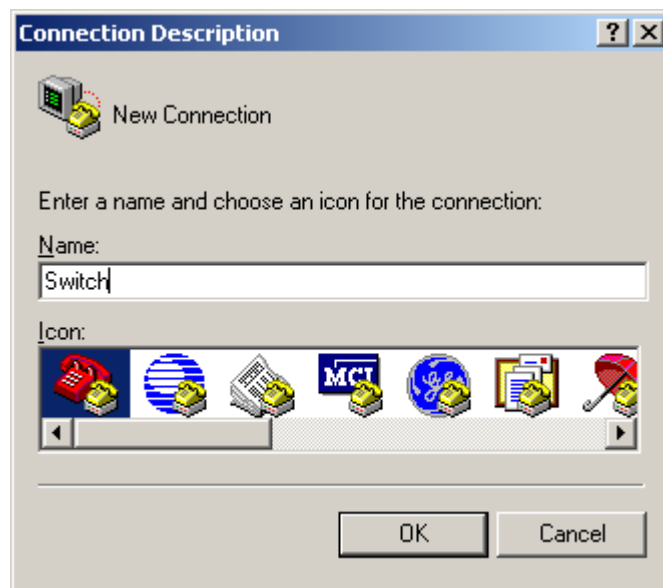 Connection Description
New Connection
Enter a name and choose an icon for the connection:
Name:
Switch
Icon:
MCI
OK Cancel